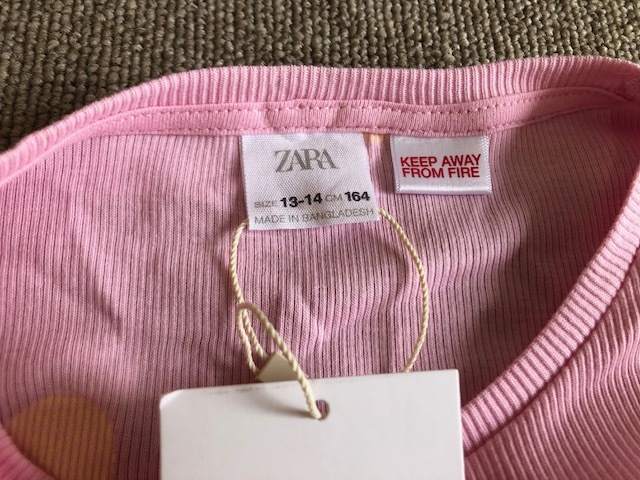 ZARA
SIZE 13-14 CM 164
MADE IN BANGLADESH
KEEP AWAY
FROM FIRE